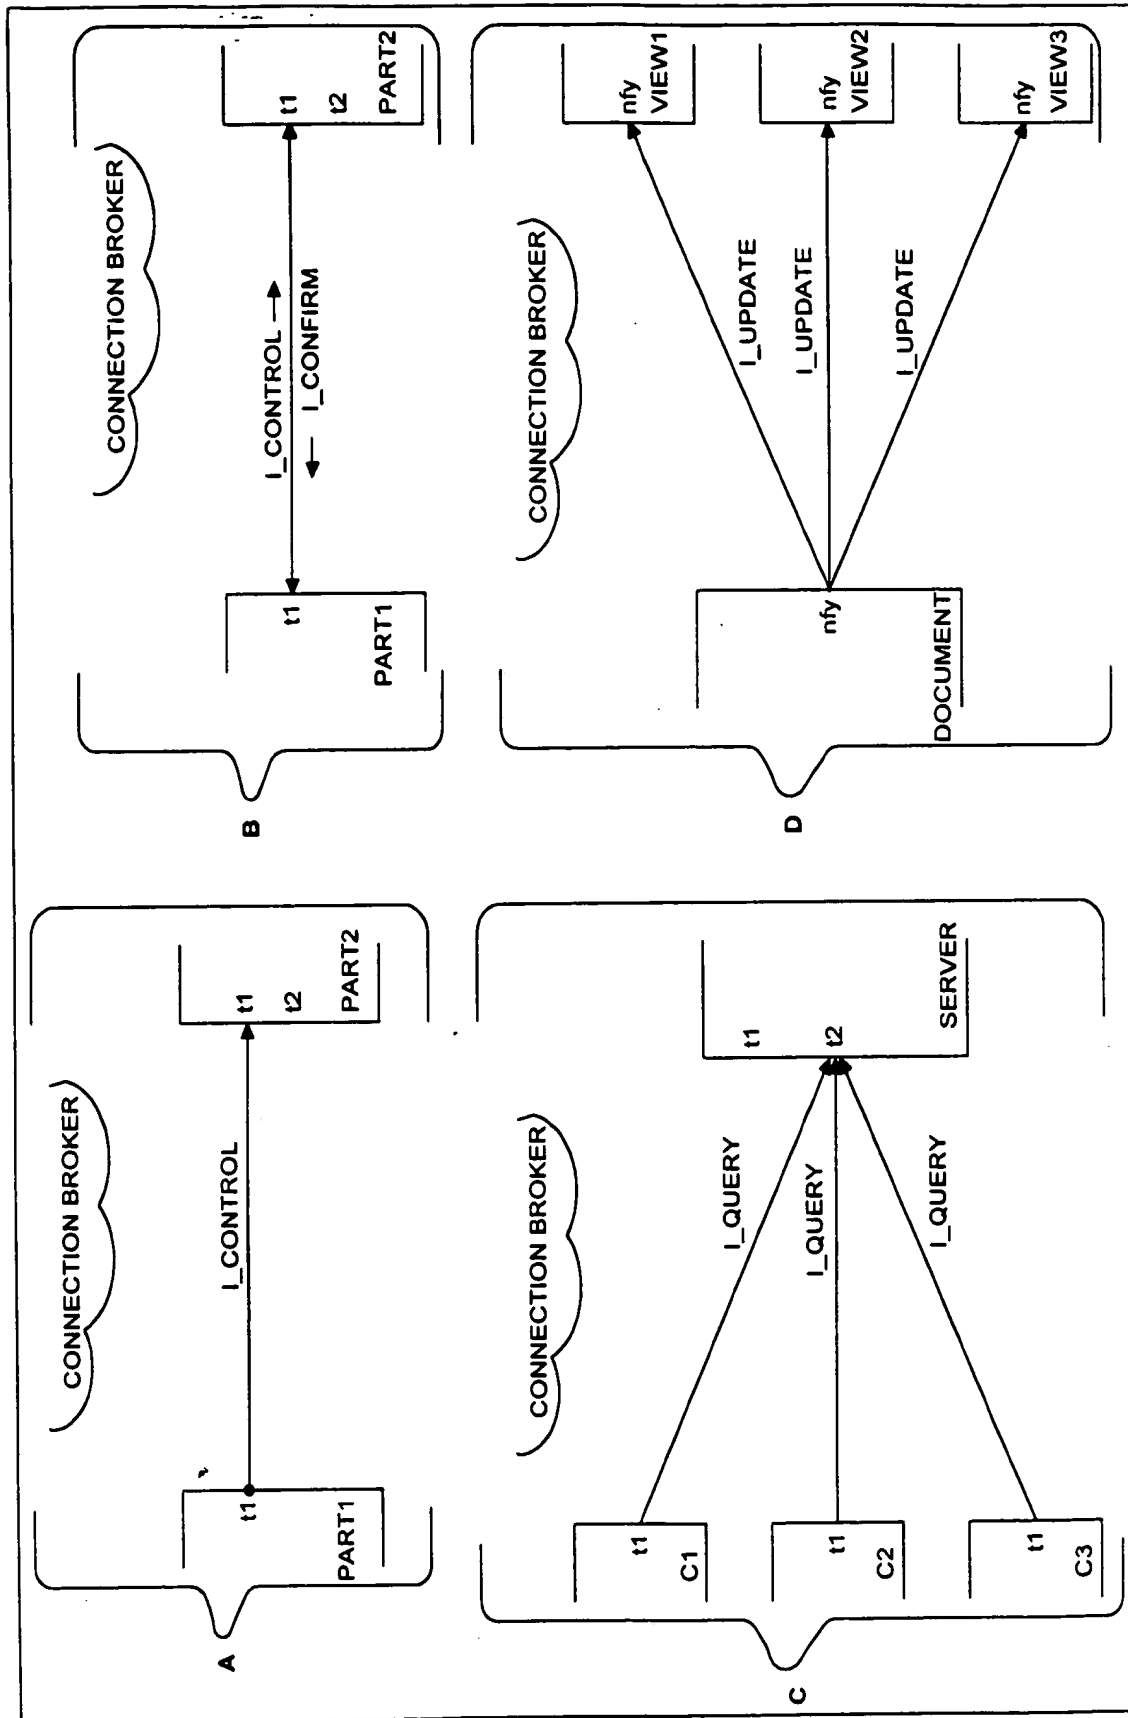 A
CONNECTION BROKER
t1
PART1
I_CONTROL
t1
t2
PART2
B
CONNECTION BROKER
t1
PART1
I_CONTROL
I_CONFIRM
t1
t2
PART2
C
CONNECTION BROKER
t1
C1
t1
C2
t1
C3
I_QUERY
I_QUERY
I_QUERY
t1
t2
SERVER
D
CONNECTION BROKER
nfy
DOCUMENT
I_UPDATE
I_UPDATE
I_UPDATE
nfy
VIEW1
nfy
VIEW2
nfy
VIEW3